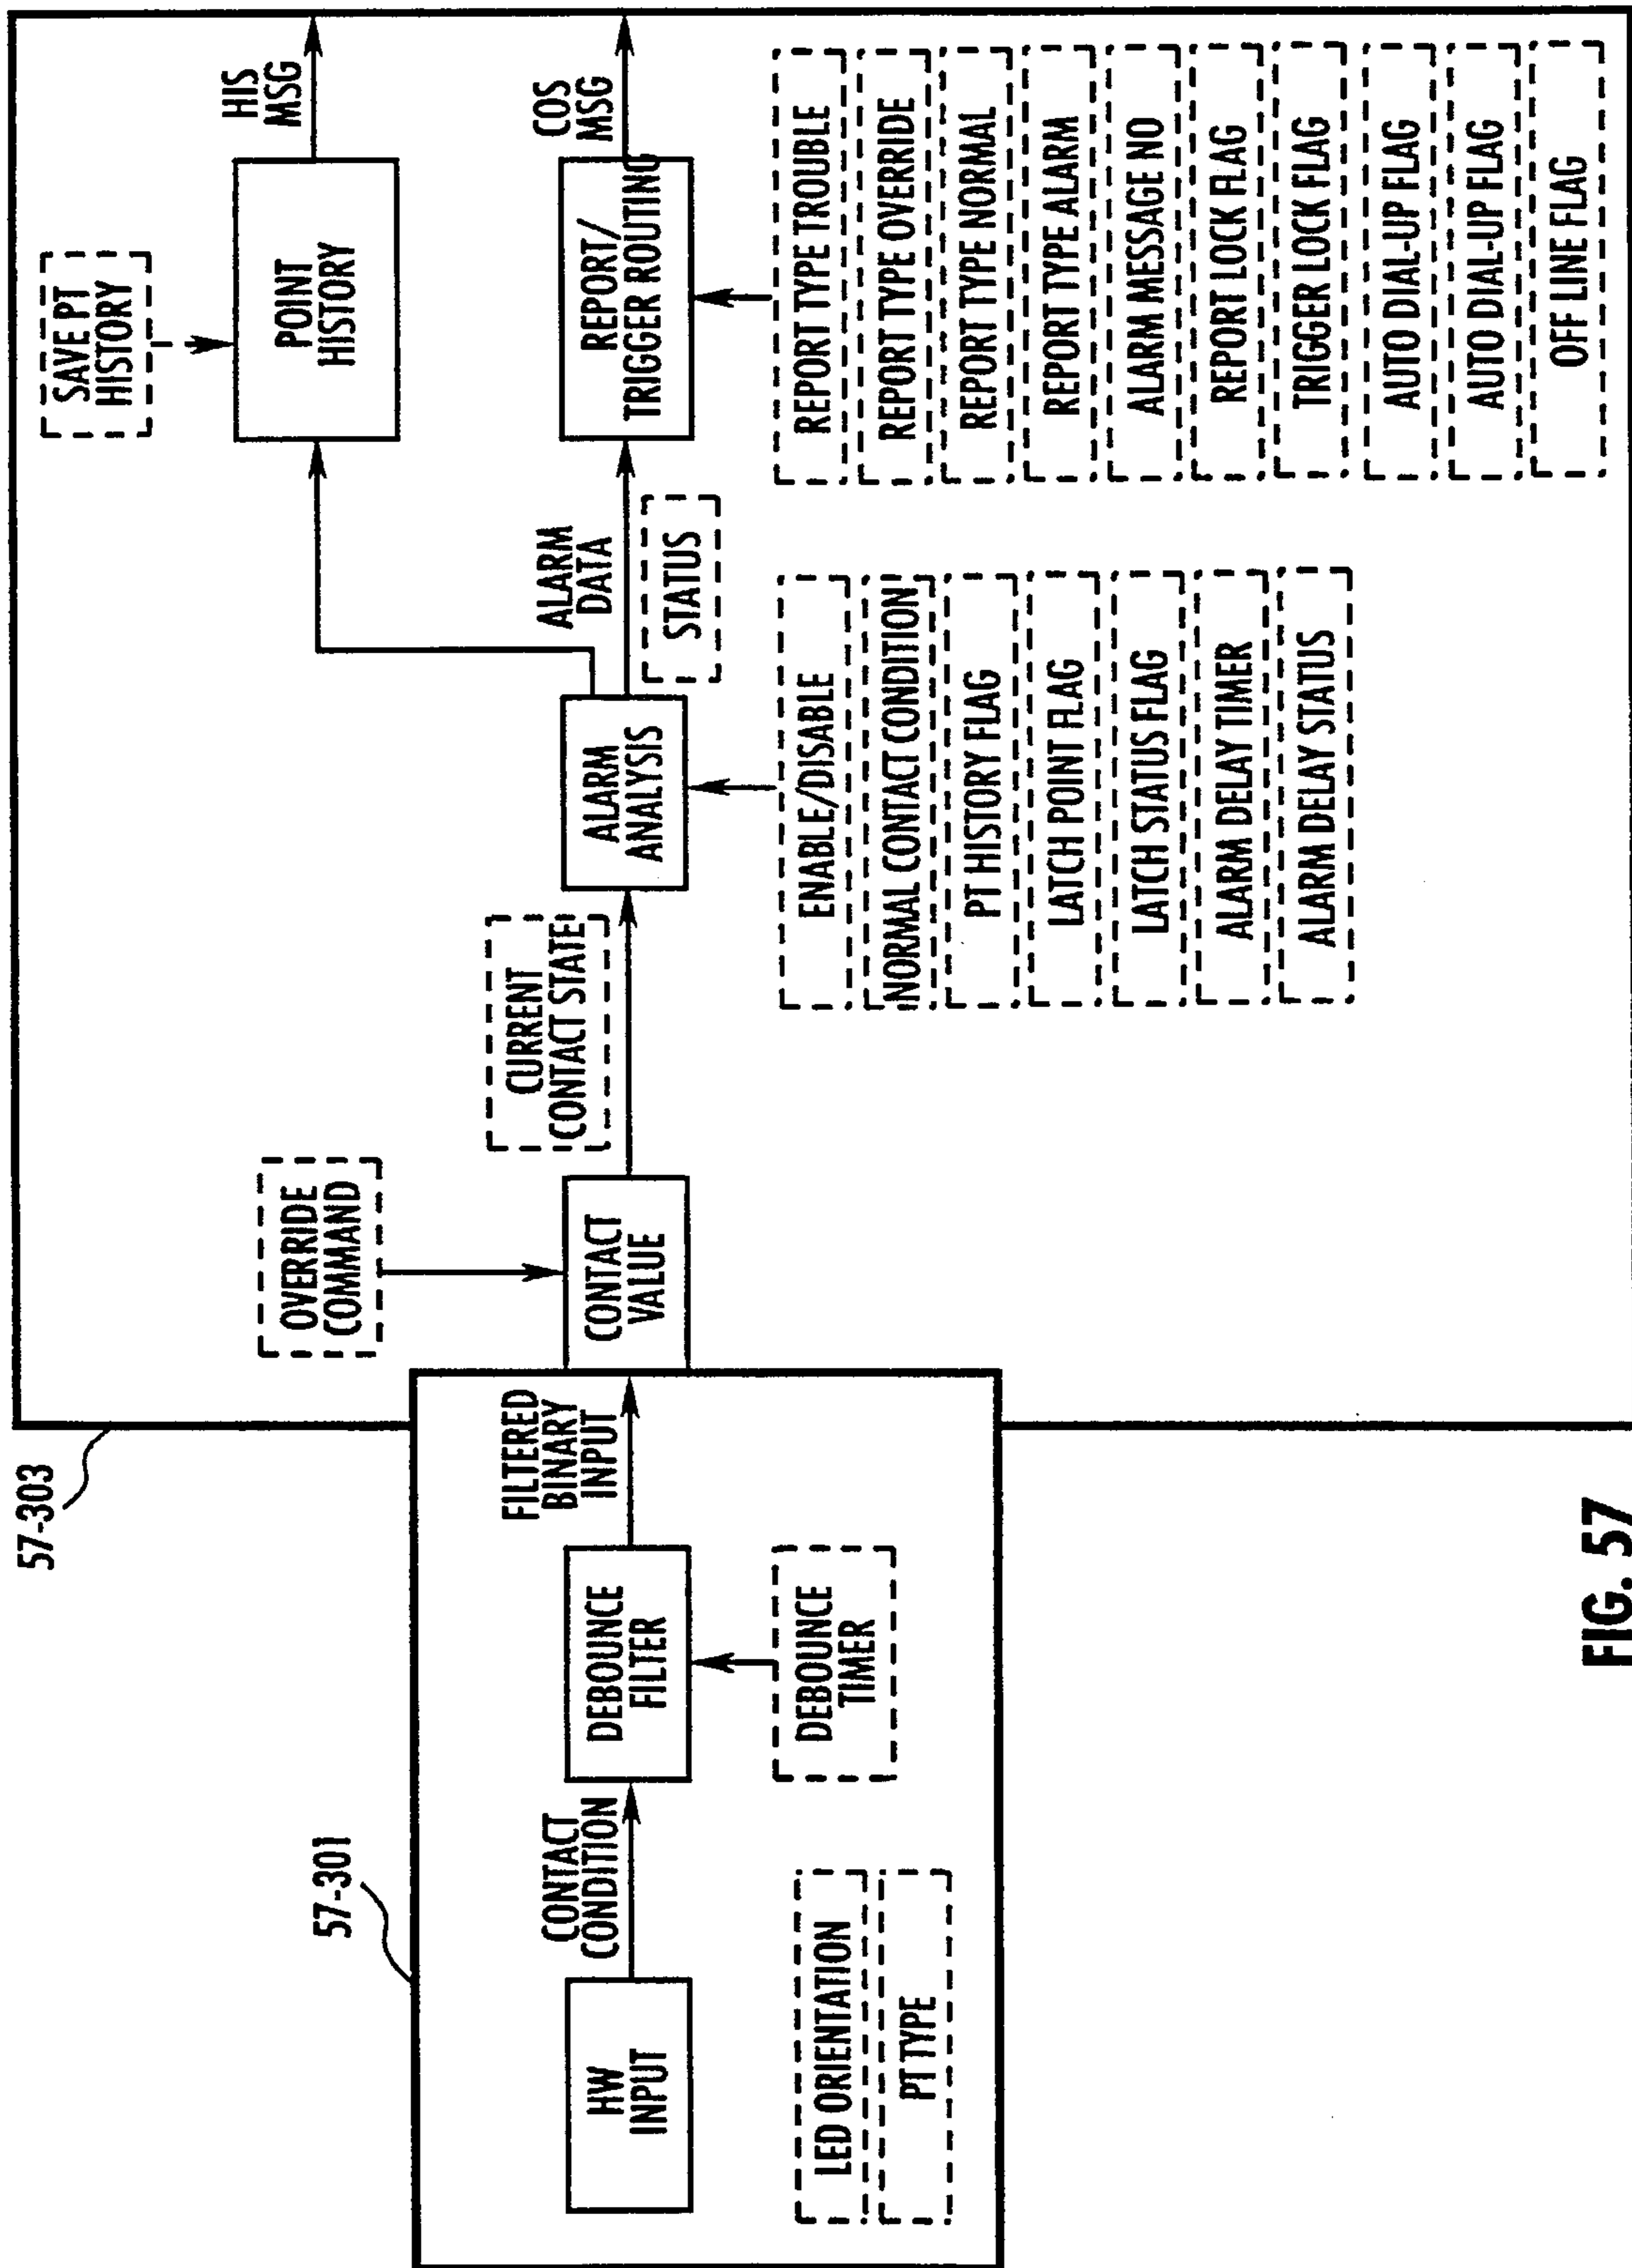 57-303
57-301
HW
INPUT
CONTACT
CONDITION
LED ORIENTATION
PT TYPE
DEBOUNCE
FILTER
DEBOUNCE
TIMER
FILTERED
BINARY
INPUT
OVERRIDE
COMMAND
CONTACT
VALUE
CURRENT
CONTACT STATE
ALARM
ANALYSIS
ENABLE/DISABLE
NORMAL CONTACT CONDITION
PT HISTORY FLAG
LATCH POINT FLAG
LATCH STATUS FLAG
ALARM DELAY TIMER
ALARM DELAY STATUS
ALARM
DATA
STATUS
SAVE PT
HISTORY
POINT
HISTORY
HIS
MSG
REPORT/
TRIGGER ROUTING
COS
MSG
REPORT TYPE TROUBLE
REPORT TYPE OVERRIDE
REPORT TYPE NORMAL
REPORT TYPE ALARM
ALARM MESSAGE NO
REPORT LOCK FLAG
TRIGGER LOCK FLAG
AUTO DIAL-UP FLAG
AUTO DIAL-UP FLAG
OFF LINE FLAG
FIG. 57